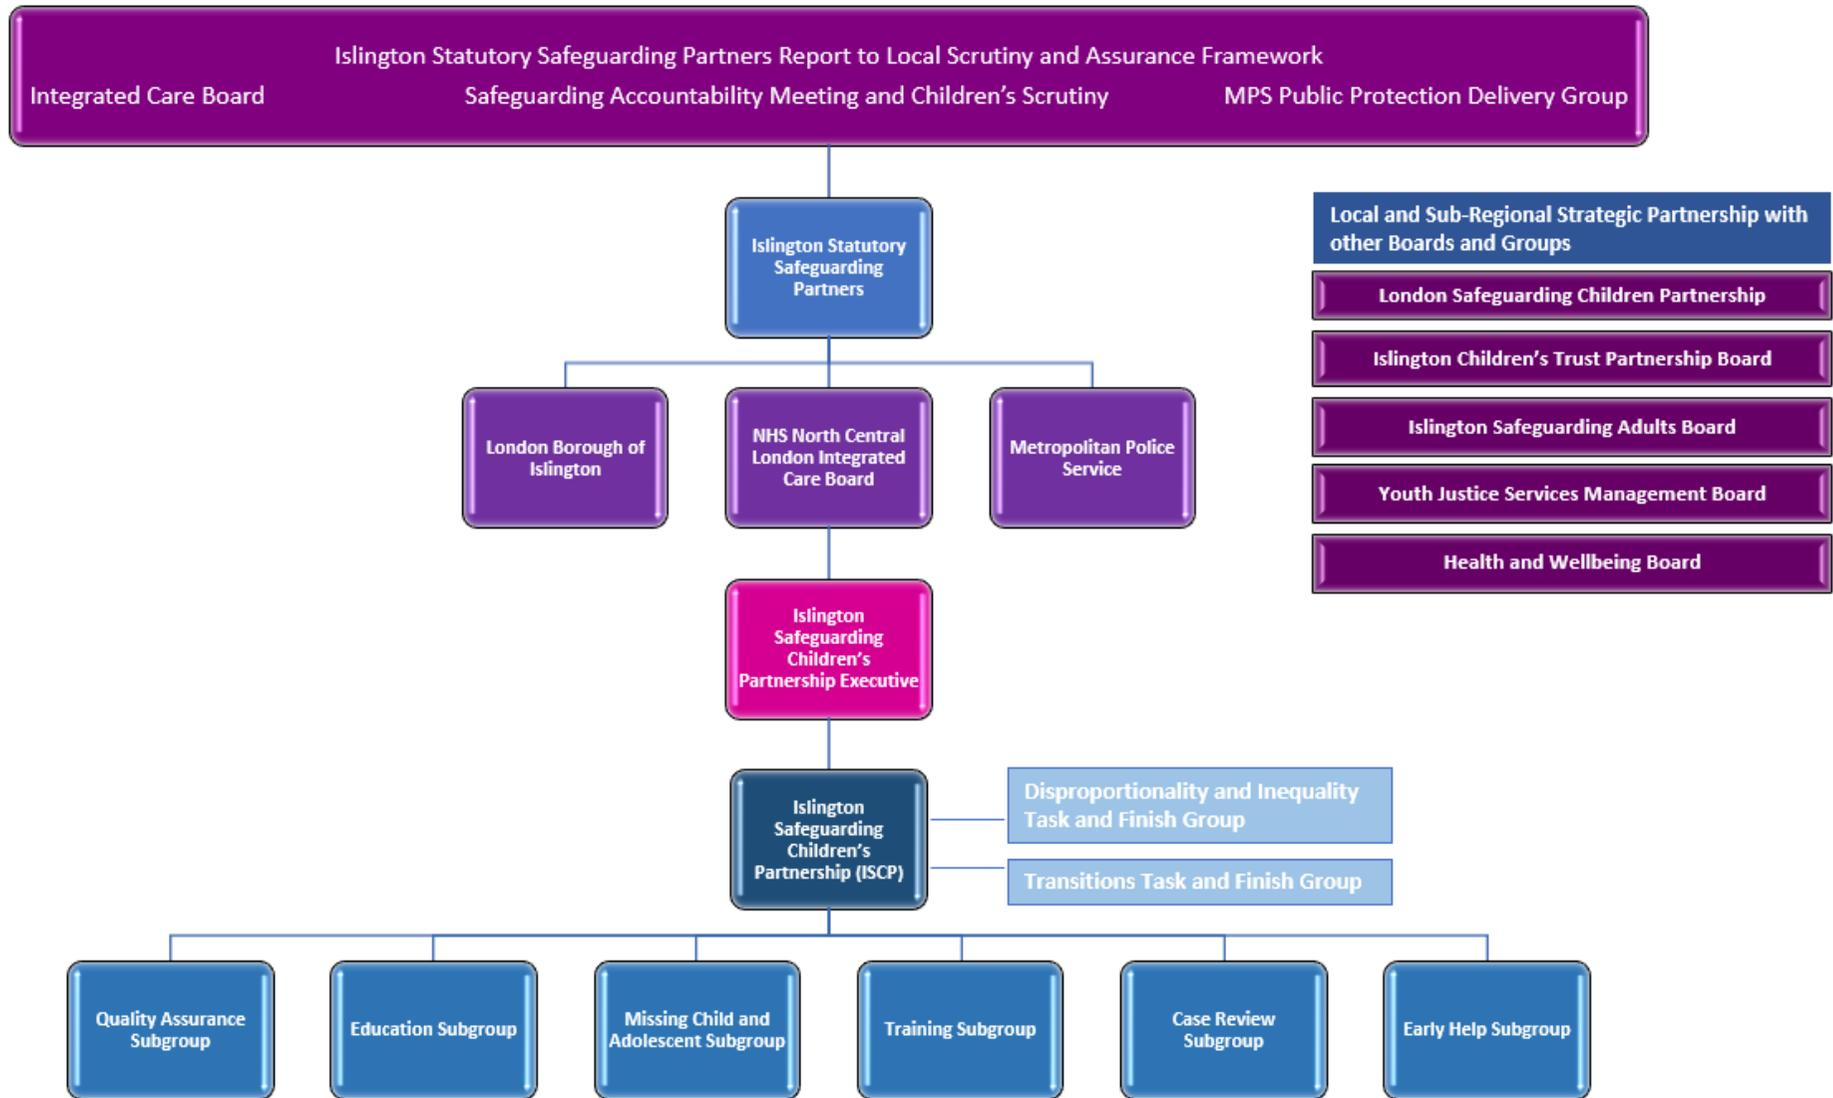 Islington Statutory Safeguarding Partners Report to Local Scrutiny and Assurance Framework
Integrated Care Board Safeguarding Accountability Meeting and Children's Scrutiny MPS Public Protection Delivery Group
Islington Statutory
Safeguarding
Partners
London Borough of
Islington
NHS North Central
London Integrated
Care Board
Metropolitan Police
Service
Islington
Safeguarding
Children's
Partnership Executive
Islington
Safeguarding
Children's
Partnership (ISCP)
Disproportionality and Inequality
Task and Finish Group
Transitions Task and Finish Group
Quality Assurance
Subgroup
Education Subgroup
Missing Child and
Adolescent Subgroup
Training Subgroup
Case Review
Subgroup
Early Help Subgroup
Local and Sub-Regional Strategic Partnership with
other Boards and Groups
London Safeguarding Children Partnership
Islington Children's Trust Partnership Board
Islington Safeguarding Adults Board
Youth Justice Services Management Board
Health and Wellbeing Board